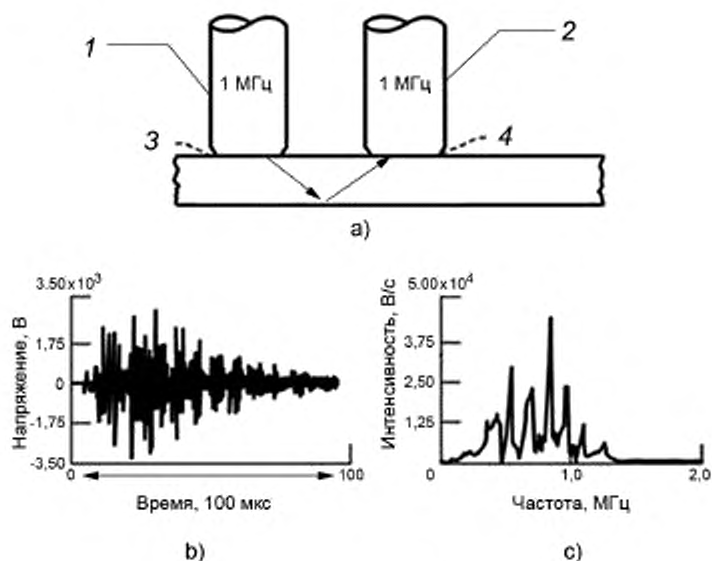 1
2
1 МГц
1 МГц
3
4
a)
3.50x10³
1,75
0
-1.75
-3,50
0
100
Напряжение, В
Время, 100 мкс
b)
5.00x10⁴
3,75
2,50
1,25
0
1,0
2,0
Интенсивность, В/с
Частота, МГц
c)